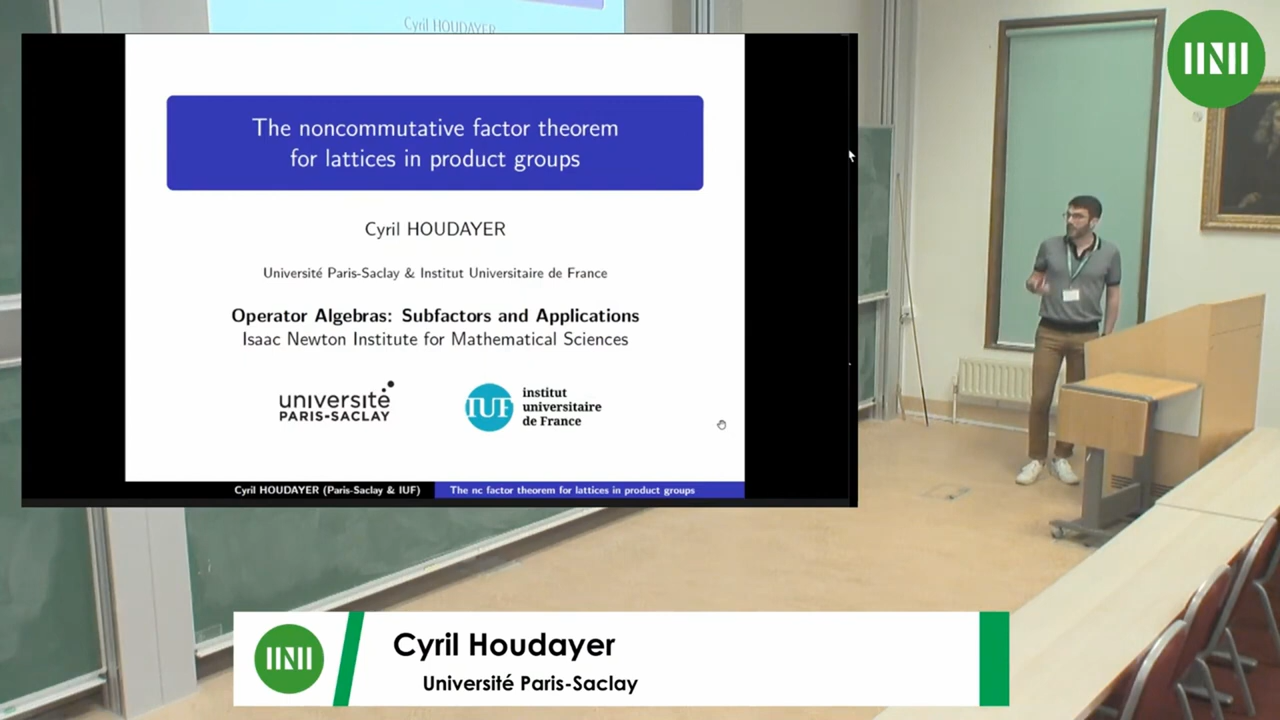 Cyril HOUDAYER
The noncommutative factor theorem
for lattices in product groups
Cyril HOUDAYER
Université Paris-Saclay & Institut Universitaire de France
Operator Algebras: Subfactors and Applications
Isaac Newton Institute for Mathematical Sciences
université
PARIS-SACLAY
IUF
institut
universitaire
de France
Cyril HOUDAYER (Paris-Saclay & IUF)
The nc factor theorem for lattices in product groups
Cyril Houdayer
Université Paris-Saclay